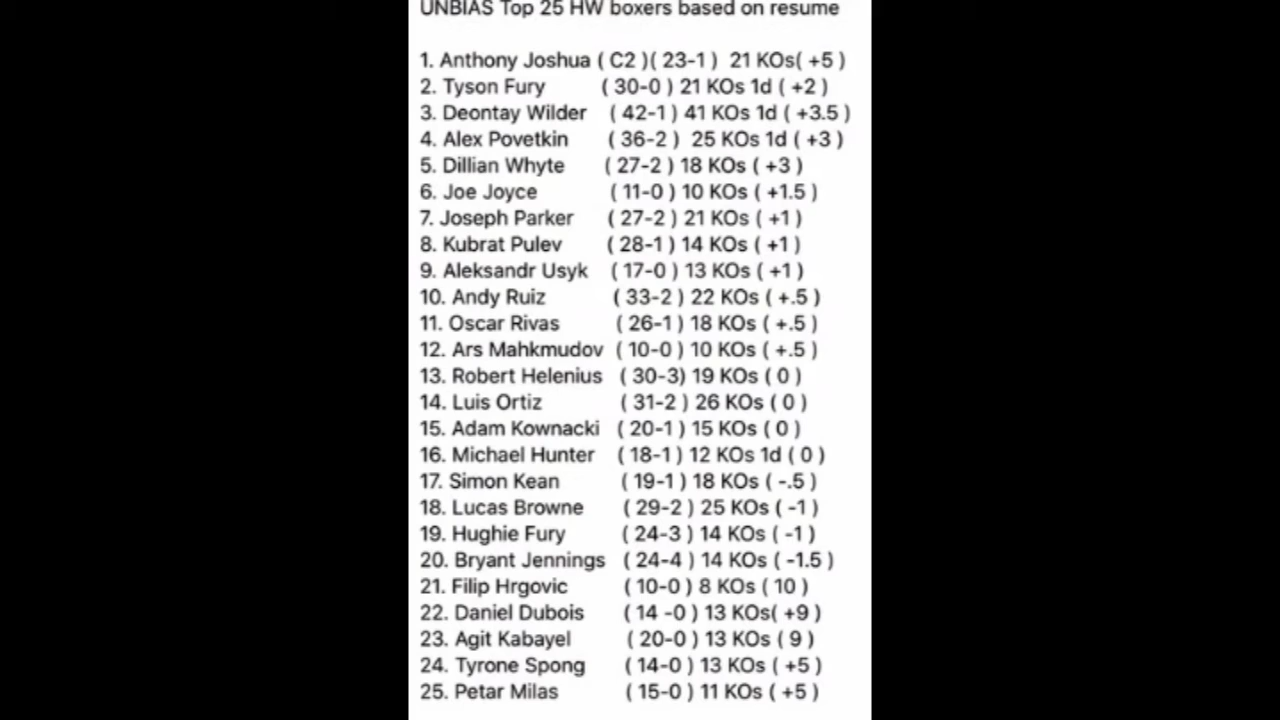 UNBIAS Top 25 HW boxers based on resume
1. Anthony Joshua ( C2 )( 23-1 ) 21 KOs( +5 )
2. Tyson Fury ( 30-0 ) 21 KOs 1d ( +2 )
3. Deontay Wilder ( 42-1 ) 41 KOs 1d ( +3.5 )
4. Alex Povetkin ( 36-2 ) 25 KOs 1d ( +3 )
5. Dillian Whyte ( 27-2 ) 18 KOs ( +3 )
6. Joe Joyce ( 11-0 ) 10 KOs ( +1.5 )
7. Joseph Parker ( 27-2 ) 21 KOs ( +1 )
8. Kubrat Pulev ( 28-1 ) 14 KOs ( +1 )
9. Aleksandr Usyk ( 17-0 ) 13 KOs ( +1 )
10. Andy Ruiz ( 33-2 ) 22 KOs ( +.5 )
11. Oscar Rivas ( 26-1 ) 18 KOs ( +.5 )
12. Ars Mahkmudov ( 10-0 ) 10 KOs ( +.5 )
13. Robert Helenius ( 30-3) 19 KOs ( 0 )
14. Luis Ortiz ( 31-2 ) 26 KOs ( 0 )
15. Adam Kownacki ( 20-1 ) 15 KOs ( 0 )
16. Michael Hunter ( 18-1 ) 12 KOs 1d ( 0 )
17. Simon Kean ( 19-1 ) 18 KOs ( -.5 )
18. Lucas Browne ( 29-2 ) 25 KOs ( -1 )
19. Hughie Fury ( 24-3 ) 14 KOs ( -1 )
20. Bryant Jennings ( 24-4 ) 14 KOs ( -1.5 )
21. Filip Hrgovic ( 10-0 ) 8 KOs ( 10 )
22. Daniel Dubois ( 14 -0 ) 13 KOs( +9 )
23. Agit Kabayel ( 20-0 ) 13 KOs ( 9 )
24. Tyrone Spong ( 14-0 ) 13 KOs ( +5 )
25. Petar Milas ( 15-0 ) 11 KOs ( +5 )